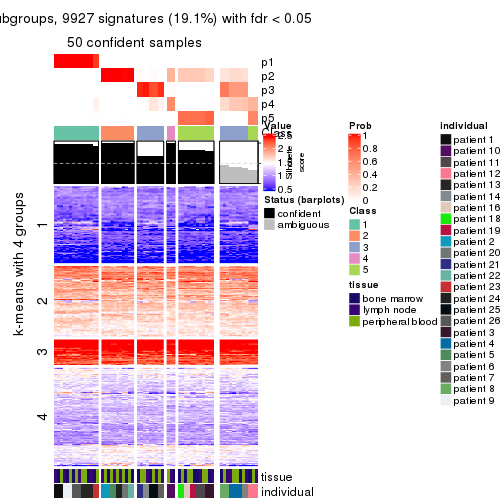 ubgroups, 9927 signatures (19.1%) with fdr < 0.05
50 confident samples
p1
p2
p3
p4
p5
Class
Silhouette
score
k-means with 4 groups
1
2
3
4
tissue
individual
Value
2.5
2
1.5
1
0.5
Status (barplots)
confident
ambiguous
Prob
1
0.8
0.6
0.4
0.2
0
Class
1
2
3
4
5
tissue
bone marrow
lymph node
peripheral blood
individual
patient 1
patient 10
patient 11
patient 12
patient 13
patient 14
patient 16
patient 18
patient 19
patient 2
patient 20
patient 21
patient 22
patient 23
patient 24
patient 25
patient 26
patient 3
patient 4
patient 5
patient 6
patient 7
patient 8
patient 9